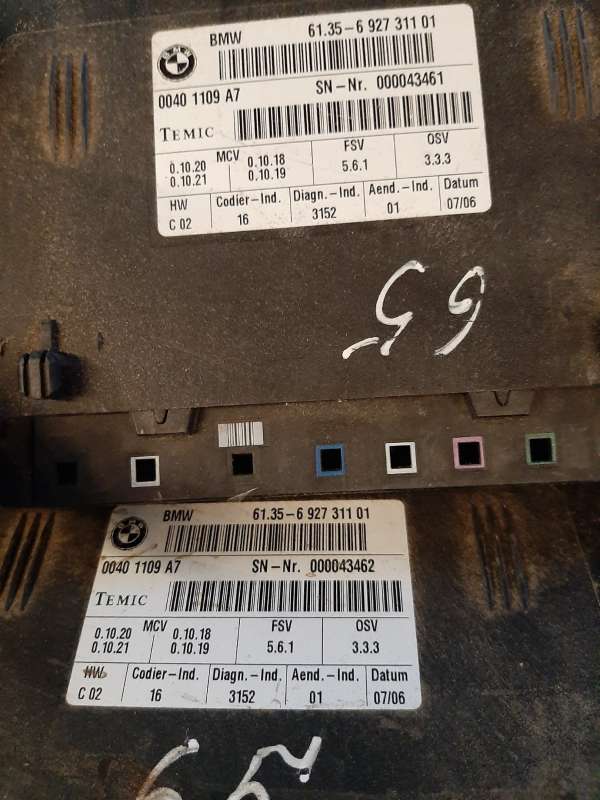 BMW 61.35-6 927 311 01
0040 1109 A7 SN-Nr. 000043461
TEMIC
MCV FSV OSV
0.10.20 0.10.18 5.6.1 3.3.3
0.10.21 0.10.19
HW Codier-Ind. Diagn.-Ind. Aend.-Ind. Datum
C 02 16 3152 01 07/06
65
BMW 61.35-6 927 311 01
0040 1109 A7 SN-Nr. 000043462
TEMIC
MCV FSV OSV
0.10.20 0.10.18 5.6.1 3.3.3
0.10.21 0.10.19
HW Codier-Ind. Diagn.-Ind. Aend.-Ind. Datum
C 02 16 3152 01 07/06